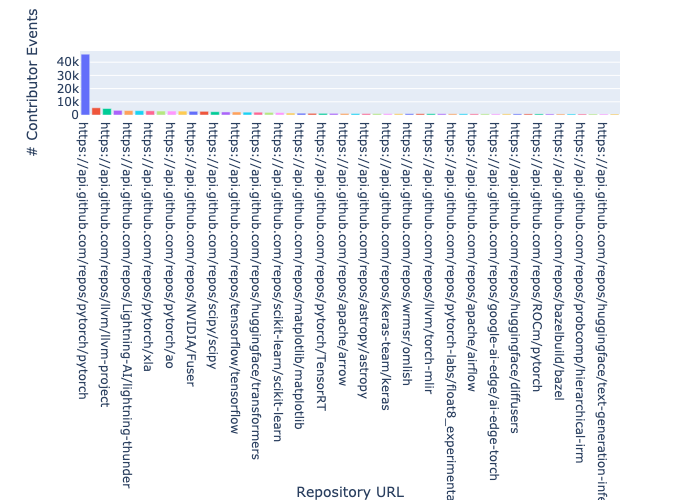 # Contributor Events
40k
30k
20k
10k
0
https://api.github.com/repos/pytorch/pytorch
https://api.github.com/repos/llvm/llvm-project
https://api.github.com/repos/Lightning-AI/lightning-thunder
https://api.github.com/repos/pytorch/xla
https://api.github.com/repos/pytorch/ao
https://api.github.com/repos/NVIDIA/Fuser
https://api.github.com/repos/scipy/scipy
https://api.github.com/repos/tensorflow/tensorflow
https://api.github.com/repos/huggingface/transformers
https://api.github.com/repos/scikit-learn/scikit-learn
https://api.github.com/repos/matplotlib/matplotlib
https://api.github.com/repos/pytorch/TensorRT
https://api.github.com/repos/apache/arrow
https://api.github.com/repos/astropy/astropy
https://api.github.com/repos/keras-team/keras
https://api.github.com/repos/wrmsr/omlish
https://api.github.com/repos/llvm/torch-mlir
https://api.github.com/repos/pytorch-labs/float8_experimenta
https://api.github.com/repos/apache/airflow
https://api.github.com/repos/google-ai-edge/ai-edge-torch
https://api.github.com/repos/huggingface/diffusers
https://api.github.com/repos/ROCm/pytorch
https://api.github.com/repos/bazelbuild/bazel
https://api.github.com/repos/probcomp/hierarchical-irm
https://api.github.com/repos/huggingface/text-generation-infe
Repository URL